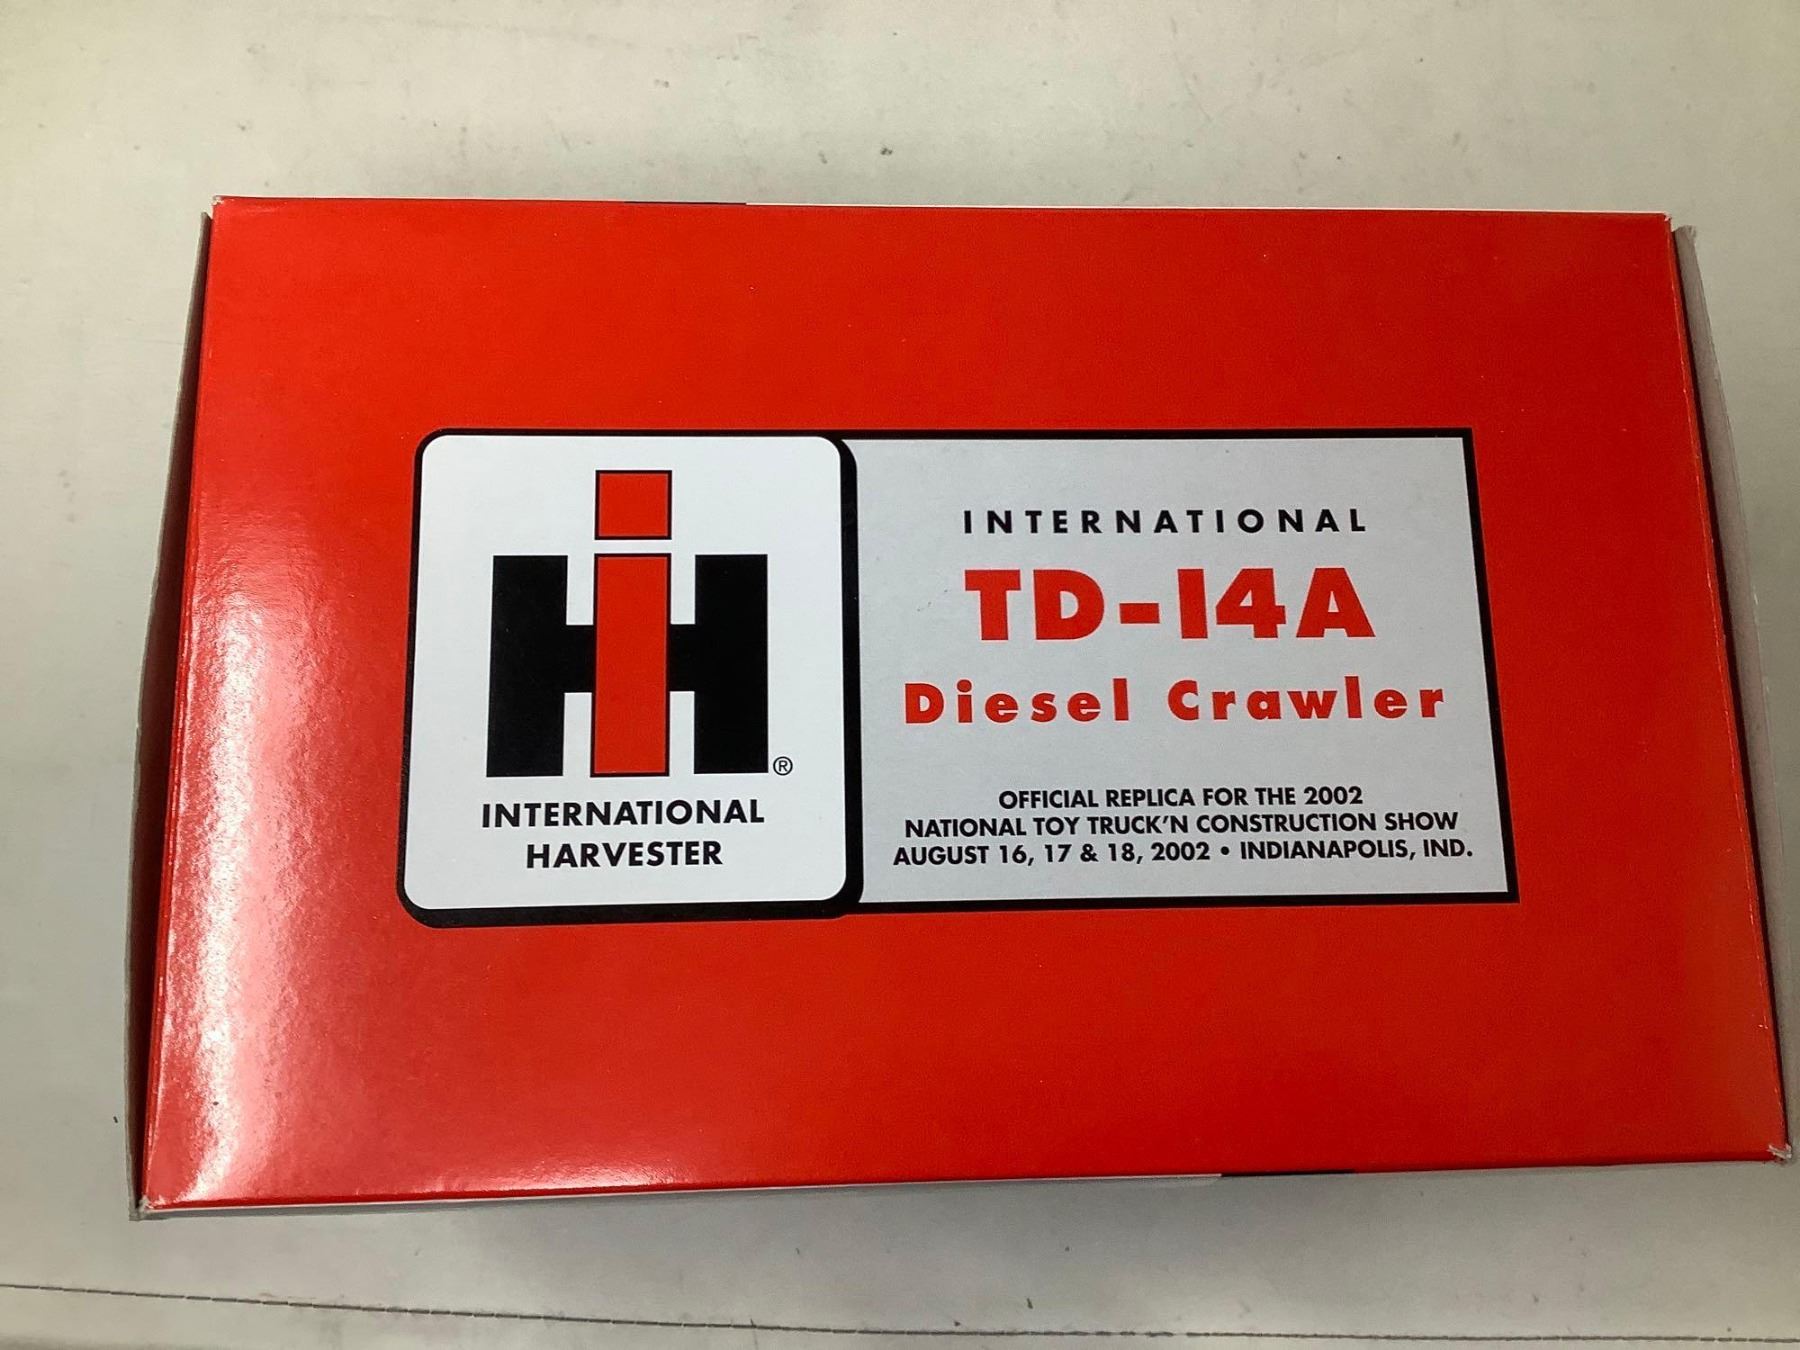 IH®
INTERNATIONAL
HARVESTER
INTERNATIONAL
TD-14A
Diesel Crawler
OFFICIAL REPLICA FOR THE 2002
NATIONAL TOY TRUCK'N CONSTRUCTION SHOW
AUGUST 16, 17 & 18, 2002 • INDIANAPOLIS, IND.